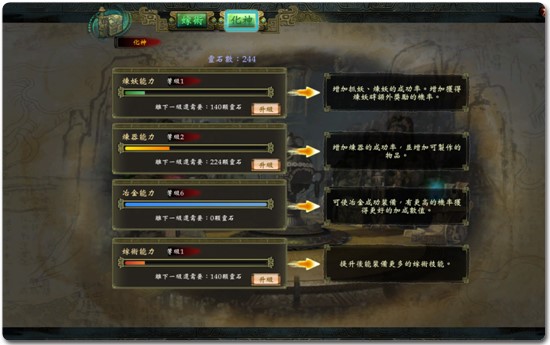 嫁術 化神
化神
靈石數：244
煉妖能力 等級1
離下一級還需要：140顆靈石 升級
增加抓妖、煉妖的成功率。增加獲得
煉妖時額外獎勵的機率。
煉器能力 等級2
離下一級還需要：224顆靈石 升級
增加煉器的成功率，且增加可製作的
物品。
冶金能力 等級6
離下一級還需要：0顆靈石
可使冶金成功裝備，有更高的機率獲
得更好的加成數值。
嫁術能力 等級1
離下一級還需要：140顆靈石 升級
提升後能裝備更多的嫁術技能。